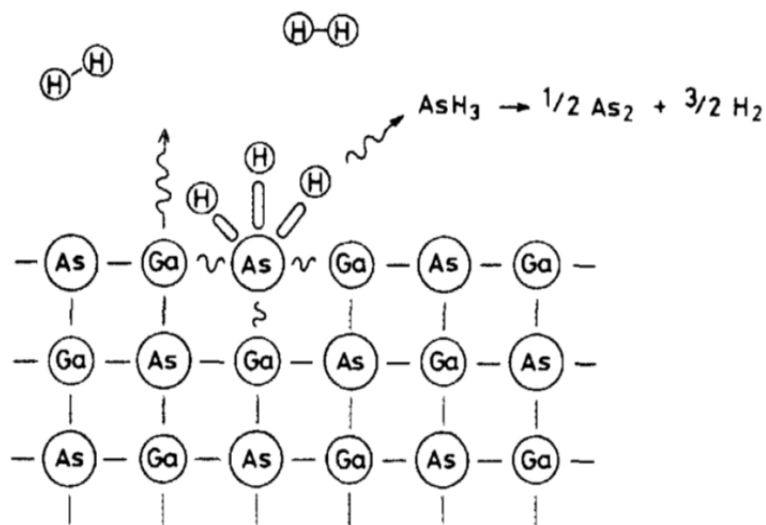 H-H
H-H
AsH₃ → 1/2 As₂ + 3/2 H₂
H H H
As Ga As Ga As Ga
Ga As Ga As Ga As
As Ga As Ga As Ga